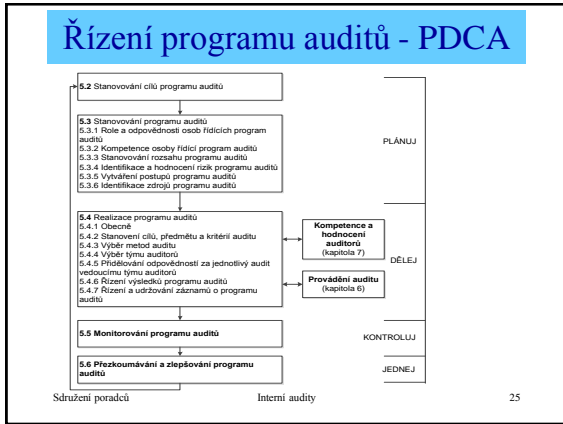 Řízení programu auditů - PDCA
5.2 Stanovování cílů programu auditů
5.3 Stanovování programu auditů
5.3.1 Role a odpovědnosti osob řídících program
auditů
5.3.2 Kompetence osoby řídící program auditů
5.3.3 Stanovování rozsahu programu auditů
5.3.4 Identifikace a hodnocení rizik programu auditů
5.3.5 Vytváření postupů programu auditů
5.3.6 Identifikace zdrojů programu auditů
PLÁNUJ
5.4 Realizace programu auditů
5.4.1 Obecně
5.4.2 Stanovení cílů, předmětu a kritérií auditu
5.4.3 Výběr metod auditu
5.4.4 Výběr týmu auditorů
5.4.5 Přidělování odpovědností za jednotlivý audit
vedoucímu týmu auditorů
5.4.6 Řízení výsledků programu auditů
5.4.7 Řízení a udržování záznamů o programu
auditů
Kompetence a
hodnocení
auditorů
(kapitola 7)
Provádění auditu
(kapitola 6)
DĚLEJ
5.5 Monitorování programu auditů
KONTROLUJ
5.6 Přezkoumávání a zlepšování programu
auditů
JEDNEJ
Sdružení poradců
Interní audity
25